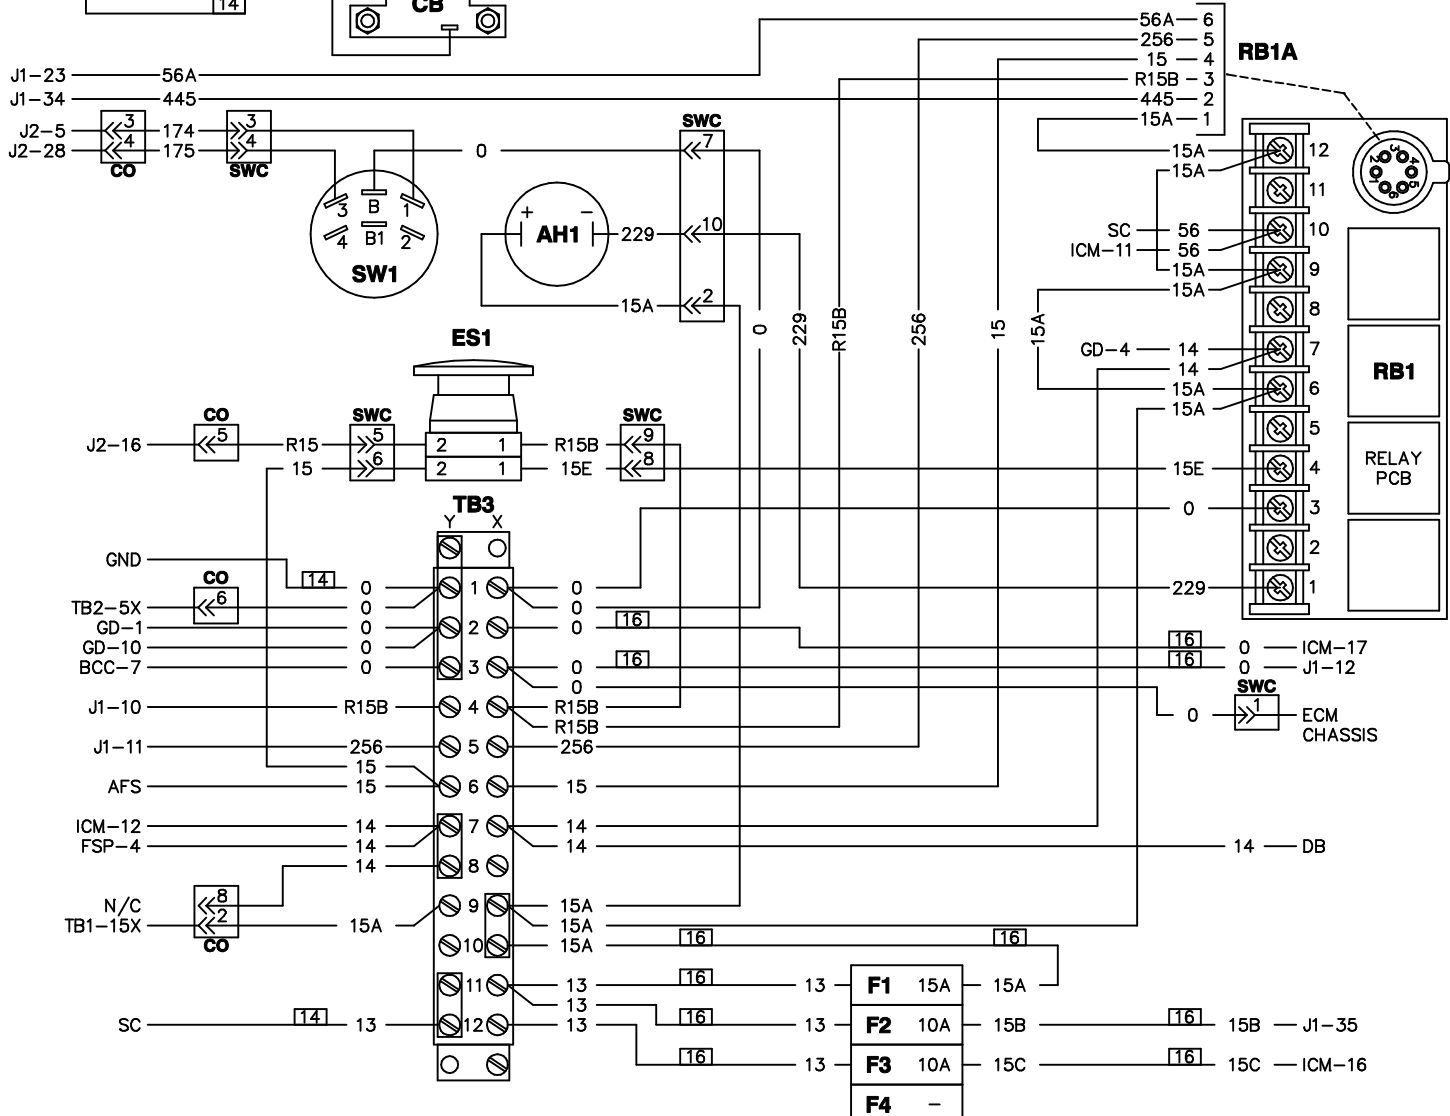 14
CB
56A 6
256 5
15 4
R15B 3
445 2
15A 1
RB1A
J1-23 56A
J1-34 445
J2-5 3 174 3
J2-28 4 175 4
CO SWC
3 B 1
4 B1 2
SW1
0
SWC
7
10
2
+ −
AH1
229
15A
0
229
R15B
256
15
15A
15A 12
15A
11
SC 56 10
ICM-11 56
15A 9
15A
8
GD-4 14 7
14
15A 6
15A
5
15E 4
0 3
2
229 1
1 2 3 4 5 6
RB1
RELAY
PCB
ES1
CO SWC SWC
J2-16 5 R15 5 2 1 R15B 9
15 6 2 1 15E 8
TB3
Y X
GND
14 0 1 0
CO
TB2-5X 6 0 0
GD-1 0 2 0 16
GD-10 0
16 0 ICM-17
BCC-7 0 3 0 16 16 0 J1-12
0
SWC
0 1 ECM
CHASSIS
J1-10 R15B 4 R15B
R15B
J1-11 256 5 256
15
AFS 15 6 15
ICM-12 14 7 14
FSP-4 14 14 14 DB
14 8
N/C 8 9 15A
TB1-15X 2 15A 15A
CO
10 15A 16 16
11 13 16 13 F1 15A 15A
13
SC 14 13 12 13
16 13 F2 10A 15B 16 15B J1-35
16 13 F3 10A 15C 16 15C ICM-16
F4 −